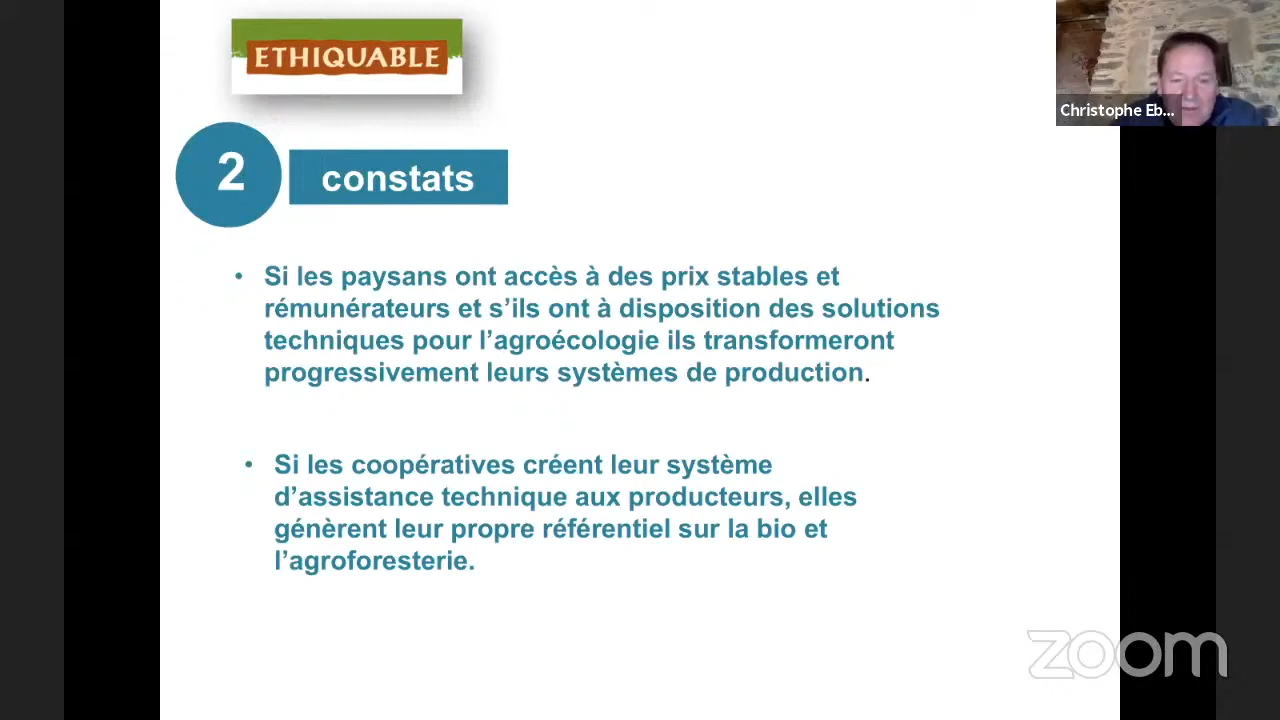 ETHIQUABLE
Christophe Eb...
2
constats
• Si les paysans ont accès à des prix stables et
rémunérateurs et s’ils ont à disposition des solutions
techniques pour l’agroécologie ils transformeront
progressivement leurs systèmes de production.
• Si les coopératives créent leur système
d’assistance technique aux producteurs, elles
génèrent leur propre référentiel sur la bio et
l’agroforesterie.
zoom